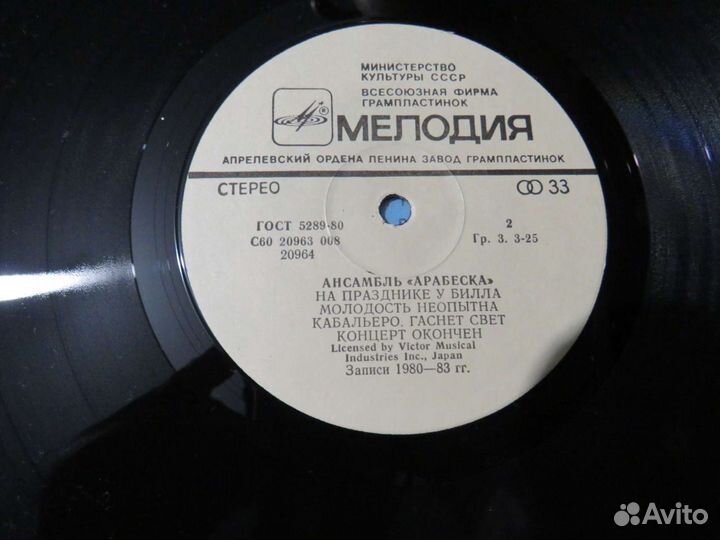 МИНИСТЕРСТВО
КУЛЬТУРЫ СССР
ВСЕСОЮЗНАЯ ФИРМА
ГРАМПЛАСТИНОК
МЕЛОДИЯ
АПРЕЛЕВСКИЙ ОРДЕНА ЛЕНИНА ЗАВОД ГРАМПЛАСТИНОК
СТЕРЕО 33
ГОСТ 5289-80 2
С60 20963 008 Гр. 3. 3-25
20964
АНСАМБЛЬ «АРАБЕСКА»
НА ПРАЗДНИКЕ У БИЛЛА
МОЛОДОСТЬ НЕОПЫТНА
КАБАЛЬЕРО. ГАСНЕТ СВЕТ
КОНЦЕРТ ОКОНЧЕН
Licensed by Victor Musical
Industries Inc., Japan
Записи 1980—83 гг.
Avito